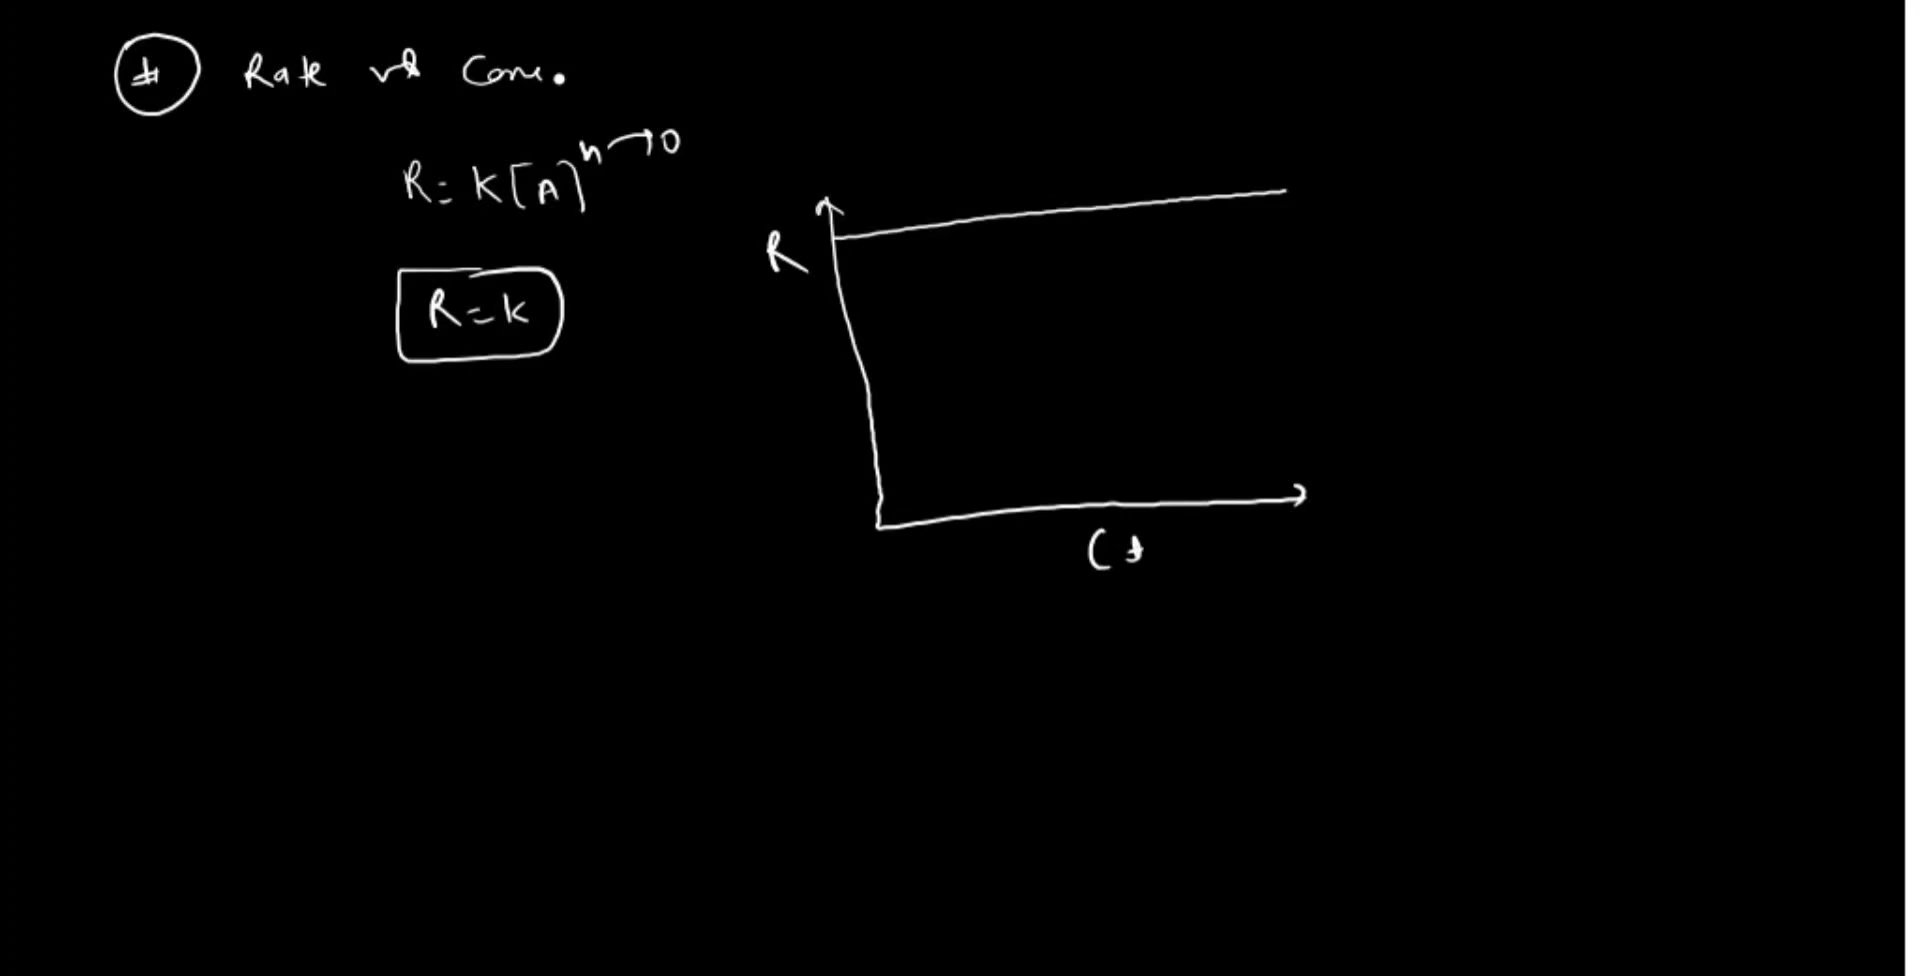 # Rate vs Conc.
R = K[A]^n → 0
R = k
R
C t